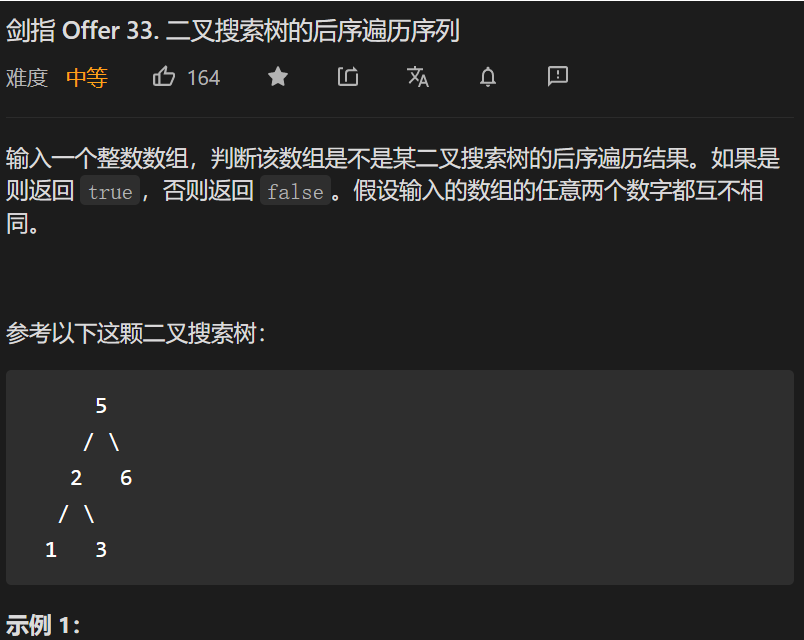 剑指 Offer 33. 二叉搜索树的后序遍历序列
难度 中等 164
输入一个整数数组，判断该数组是不是某二叉搜索树的后序遍历结果。如果是
则返回 true，否则返回 false。假设输入的数组的任意两个数字都互不相
同。
参考以下这颗二叉搜索树：
5
/ \
2 6
/ \
1 3
示例 1：